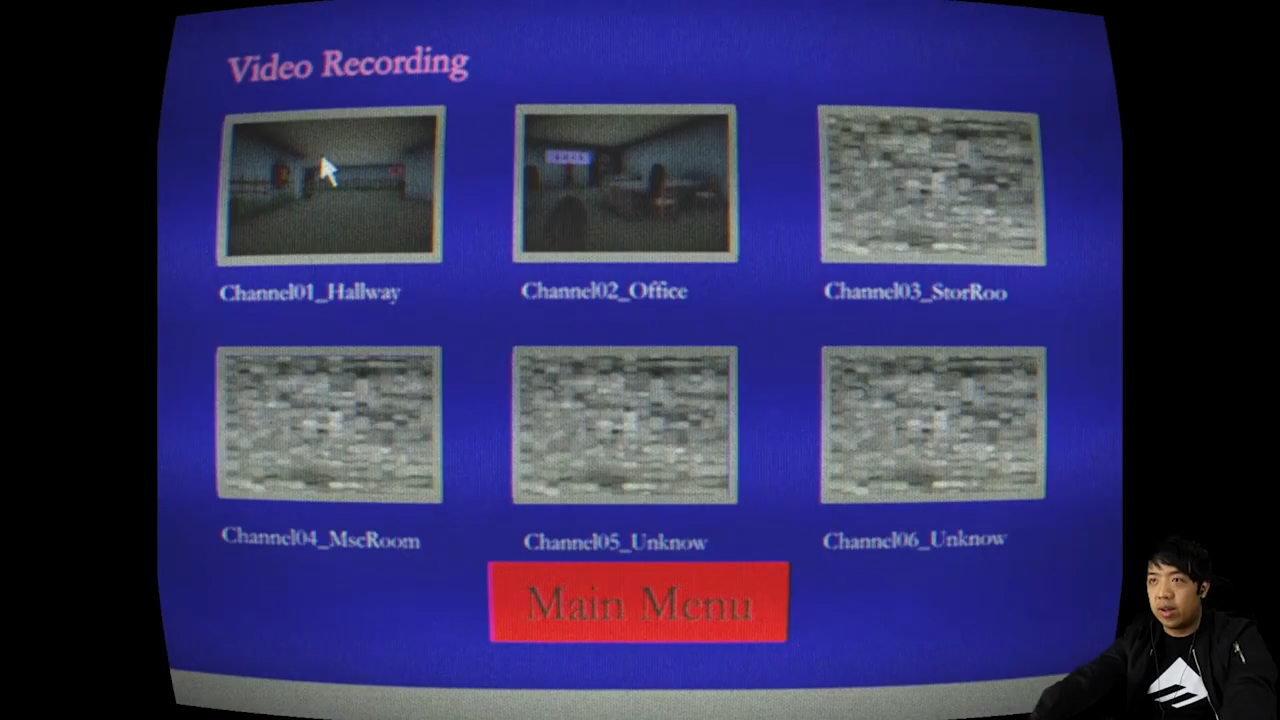 Video Recording
Channel01_Hallway
Channel02_Office
Channel03_StorRoo
Channel04_MscRoom
Channel05_Unknow
Channel06_Unknow
Main Menu